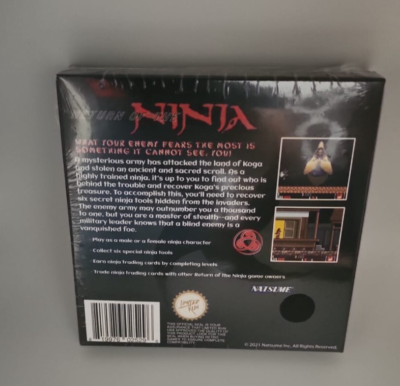 RETURN OF THE
NINJA
WHAT YOUR ENEMY FEARS THE MOST IS
SOMETHING IT CANNOT SEE, YOU!
A mysterious army has attacked the land of Koga
and stolen an ancient and sacred scroll. As a
highly trained ninja, it's up to you to find out who is
behind the trouble and recover Koga's precious
treasure. To accomplish this, you'll need to recover
six secret ninja tools hidden from the invaders.
The enemy army may outnumber you a thousand
to one, but you are a master of stealth—and every
military leader knows that a blind enemy is a
vanquished foe.
- Play as a male or a female ninja character
- Collect six special ninja tools
- Earn ninja trading cards by completing levels
- Trade ninja trading cards with other Return of The Ninja game owners
NATSUME
© 2021 Natsume Inc. All Rights Reserved.